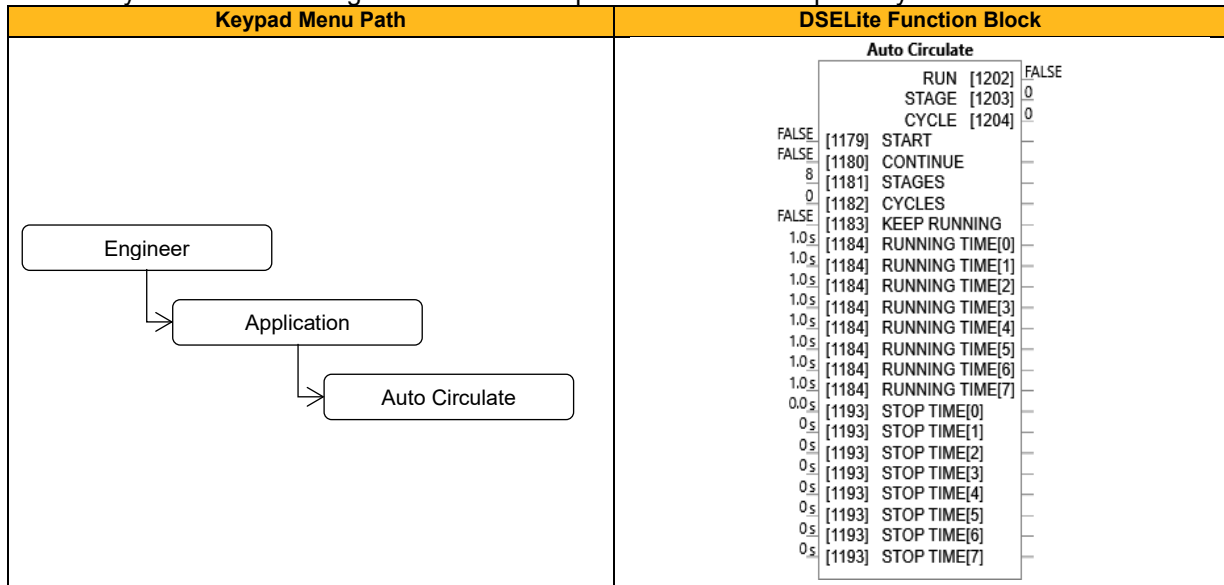 Keypad Menu Path
DSELite Function Block
Engineer
Application
Auto Circulate
Auto Circulate
RUN [1202] FALSE
STAGE [1203] 0
CYCLE [1204] 0
FALSE [1179] START
FALSE [1180] CONTINUE
8 [1181] STAGES
0 [1182] CYCLES
FALSE [1183] KEEP RUNNING
1.0s [1184] RUNNING TIME[0]
1.0s [1184] RUNNING TIME[1]
1.0s [1184] RUNNING TIME[2]
1.0s [1184] RUNNING TIME[3]
1.0s [1184] RUNNING TIME[4]
1.0s [1184] RUNNING TIME[5]
1.0s [1184] RUNNING TIME[6]
1.0s [1184] RUNNING TIME[7]
0.0s [1193] STOP TIME[0]
0s [1193] STOP TIME[1]
0s [1193] STOP TIME[2]
0s [1193] STOP TIME[3]
0s [1193] STOP TIME[4]
0s [1193] STOP TIME[5]
0s [1193] STOP TIME[6]
0s [1193] STOP TIME[7]